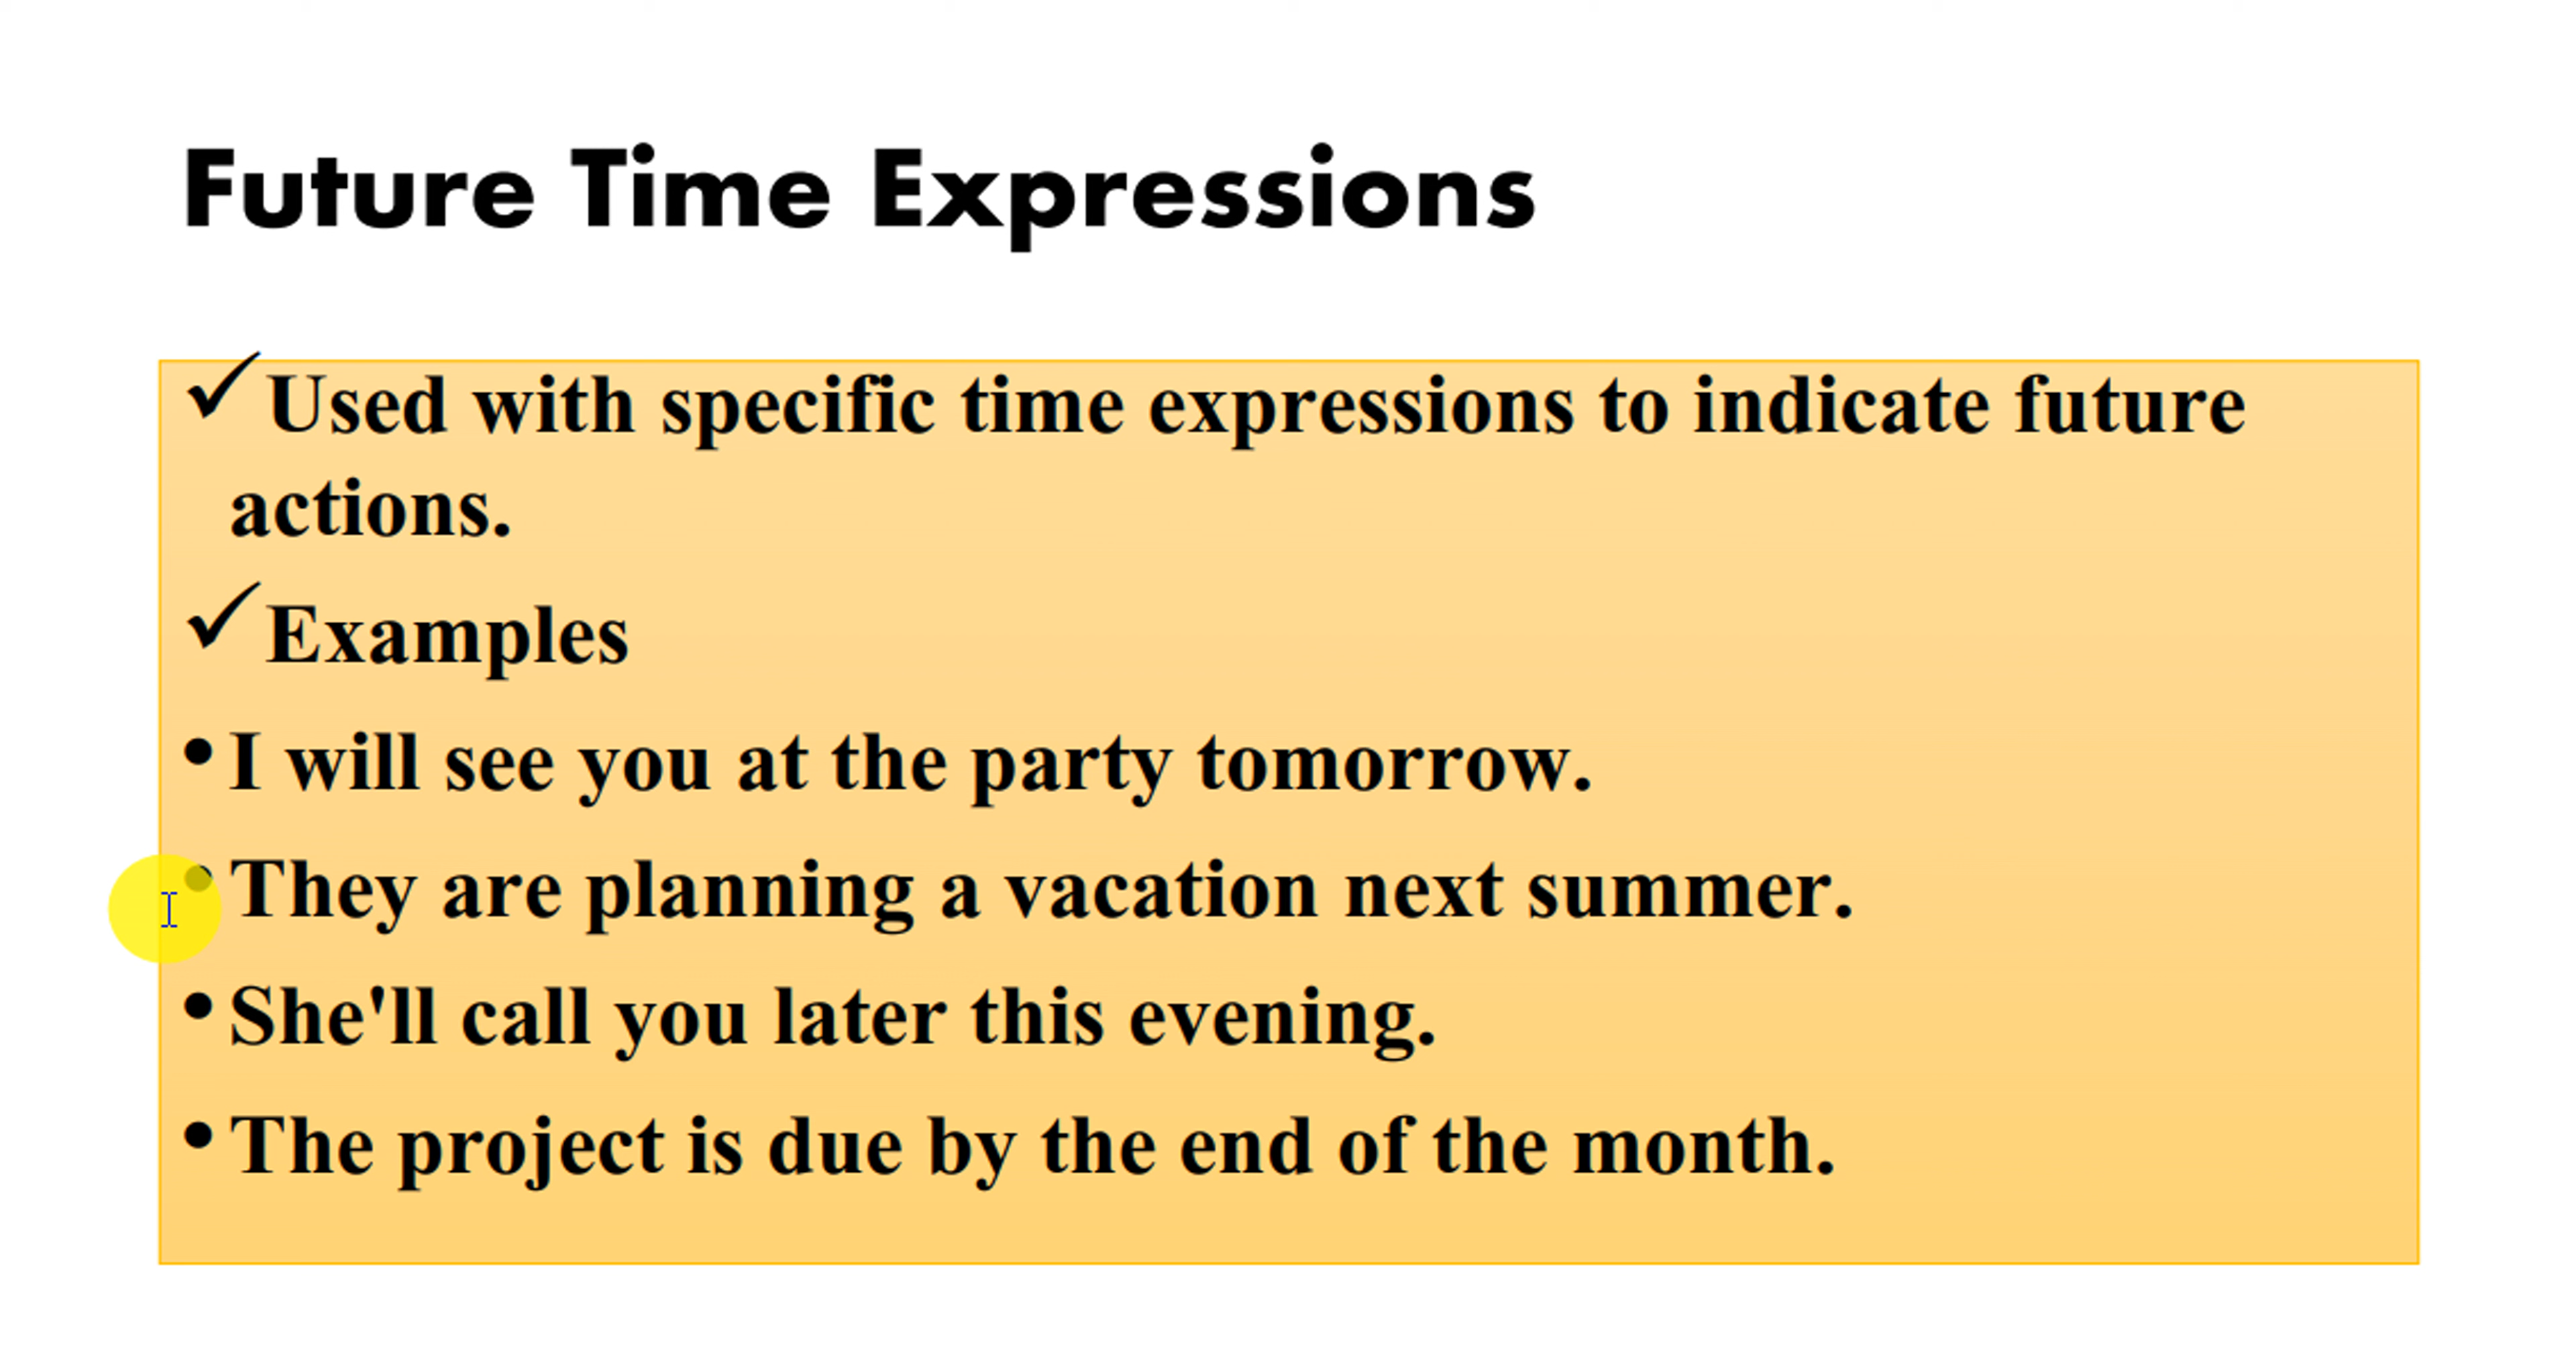 Future Time Expressions
✓Used with specific time expressions to indicate future
actions.
✓Examples
•I will see you at the party tomorrow.
•They are planning a vacation next summer.
•She'll call you later this evening.
•The project is due by the end of the month.